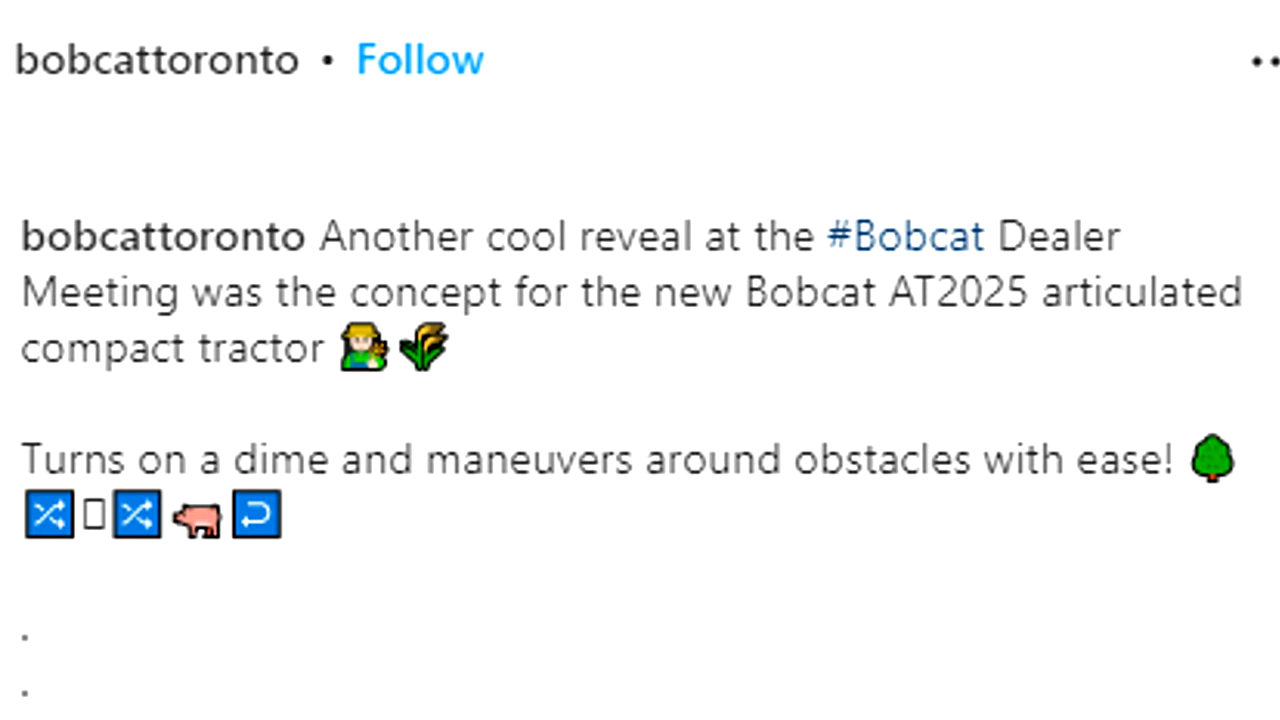 bobcattoronto • Follow ••
bobcattoronto Another cool reveal at the #Bobcat Dealer
Meeting was the concept for the new Bobcat AT2025 articulated
compact tractor 🧑‍🌾 🌾
Turns on a dime and maneuvers around obstacles with ease! 🌳
🔀▯🔀 🐖 ↩️
.
.